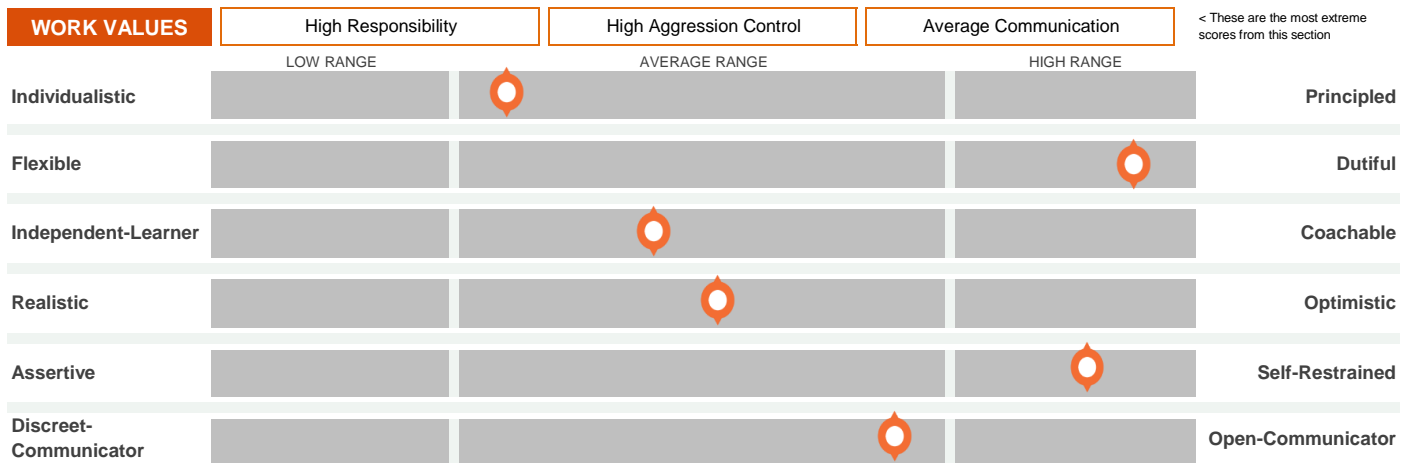 WORK VALUES High Responsibility High Aggression Control Average Communication < These are the most extreme
scores from this section
LOW RANGE AVERAGE RANGE HIGH RANGE
Individualistic Principled
Flexible Dutiful
Independent-Learner Coachable
Realistic Optimistic
Assertive Self-Restrained
Discreet-
Communicator Open-Communicator